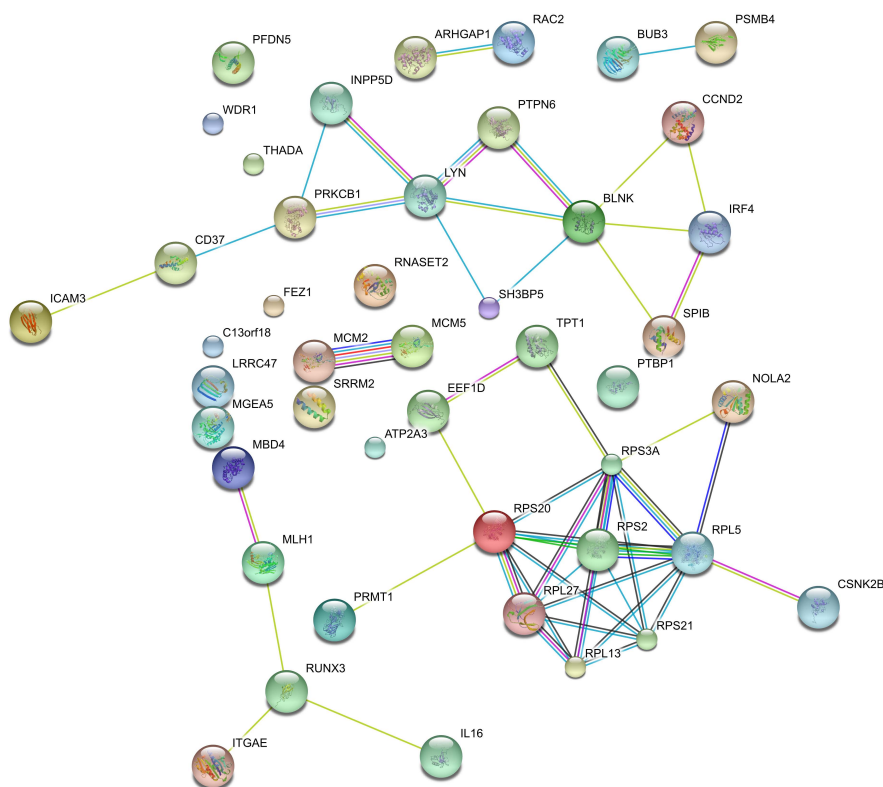 RAC2
PSMB4
ARHGAP1
BUB3
PFDN5
INPP5D
CCND2
PTPN6
WDR1
THADA
LYN
PRKCB1
BLNK
IRF4
CD37
RNASET2
ICAM3
FEZ1
SH3BP5
SPIB
C13orf18
MCM2
MCM5
TPT1
LRRC47
PTBP1
NOLA2
SRRM2
EEF1D
MGEA5
ATP2A3
MBD4
RPS3A
RPS20
RPS2
RPL5
MLH1
CSNK2B
PRMT1
RPL27
RPS21
RPL13
RUNX3
IL16
ITGAE